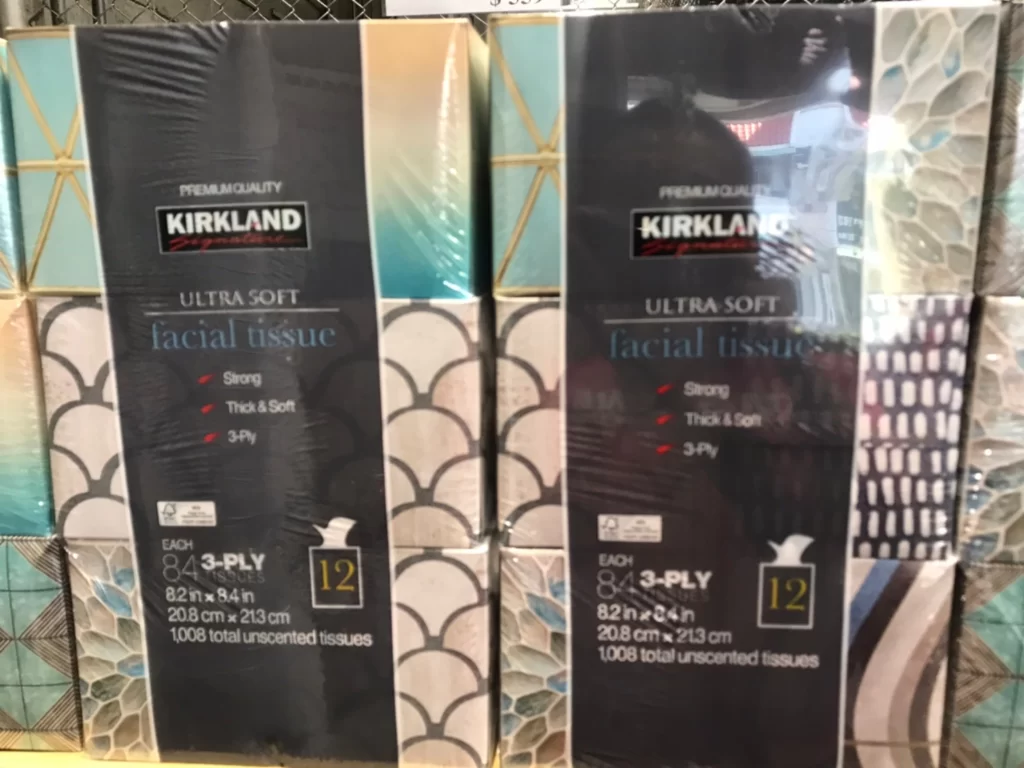 PREMIUM QUALITY
KIRKLAND
Signature
ULTRA SOFT
facial tissue
Strong
Thick & Soft
3-Ply
EACH
84 3-PLY
TISSUES
8.2 in x 8.4 in
20.8 cm x 21.3 cm
1,008 total unscented tissues
12
PREMIUM QUALITY
KIRKLAND
Signature
ULTRA SOFT
facial tissue
Strong
Thick & Soft
3-Ply
EACH
84 3-PLY
TISSUES
8.2 in x 8.4 in
20.8 cm x 21.3 cm
1,008 total unscented tissues
12